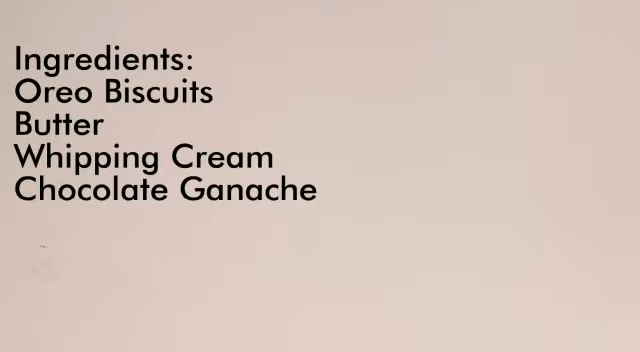 Ingredients:
Oreo Biscuits
Butter
Whipping Cream
Chocolate Ganache